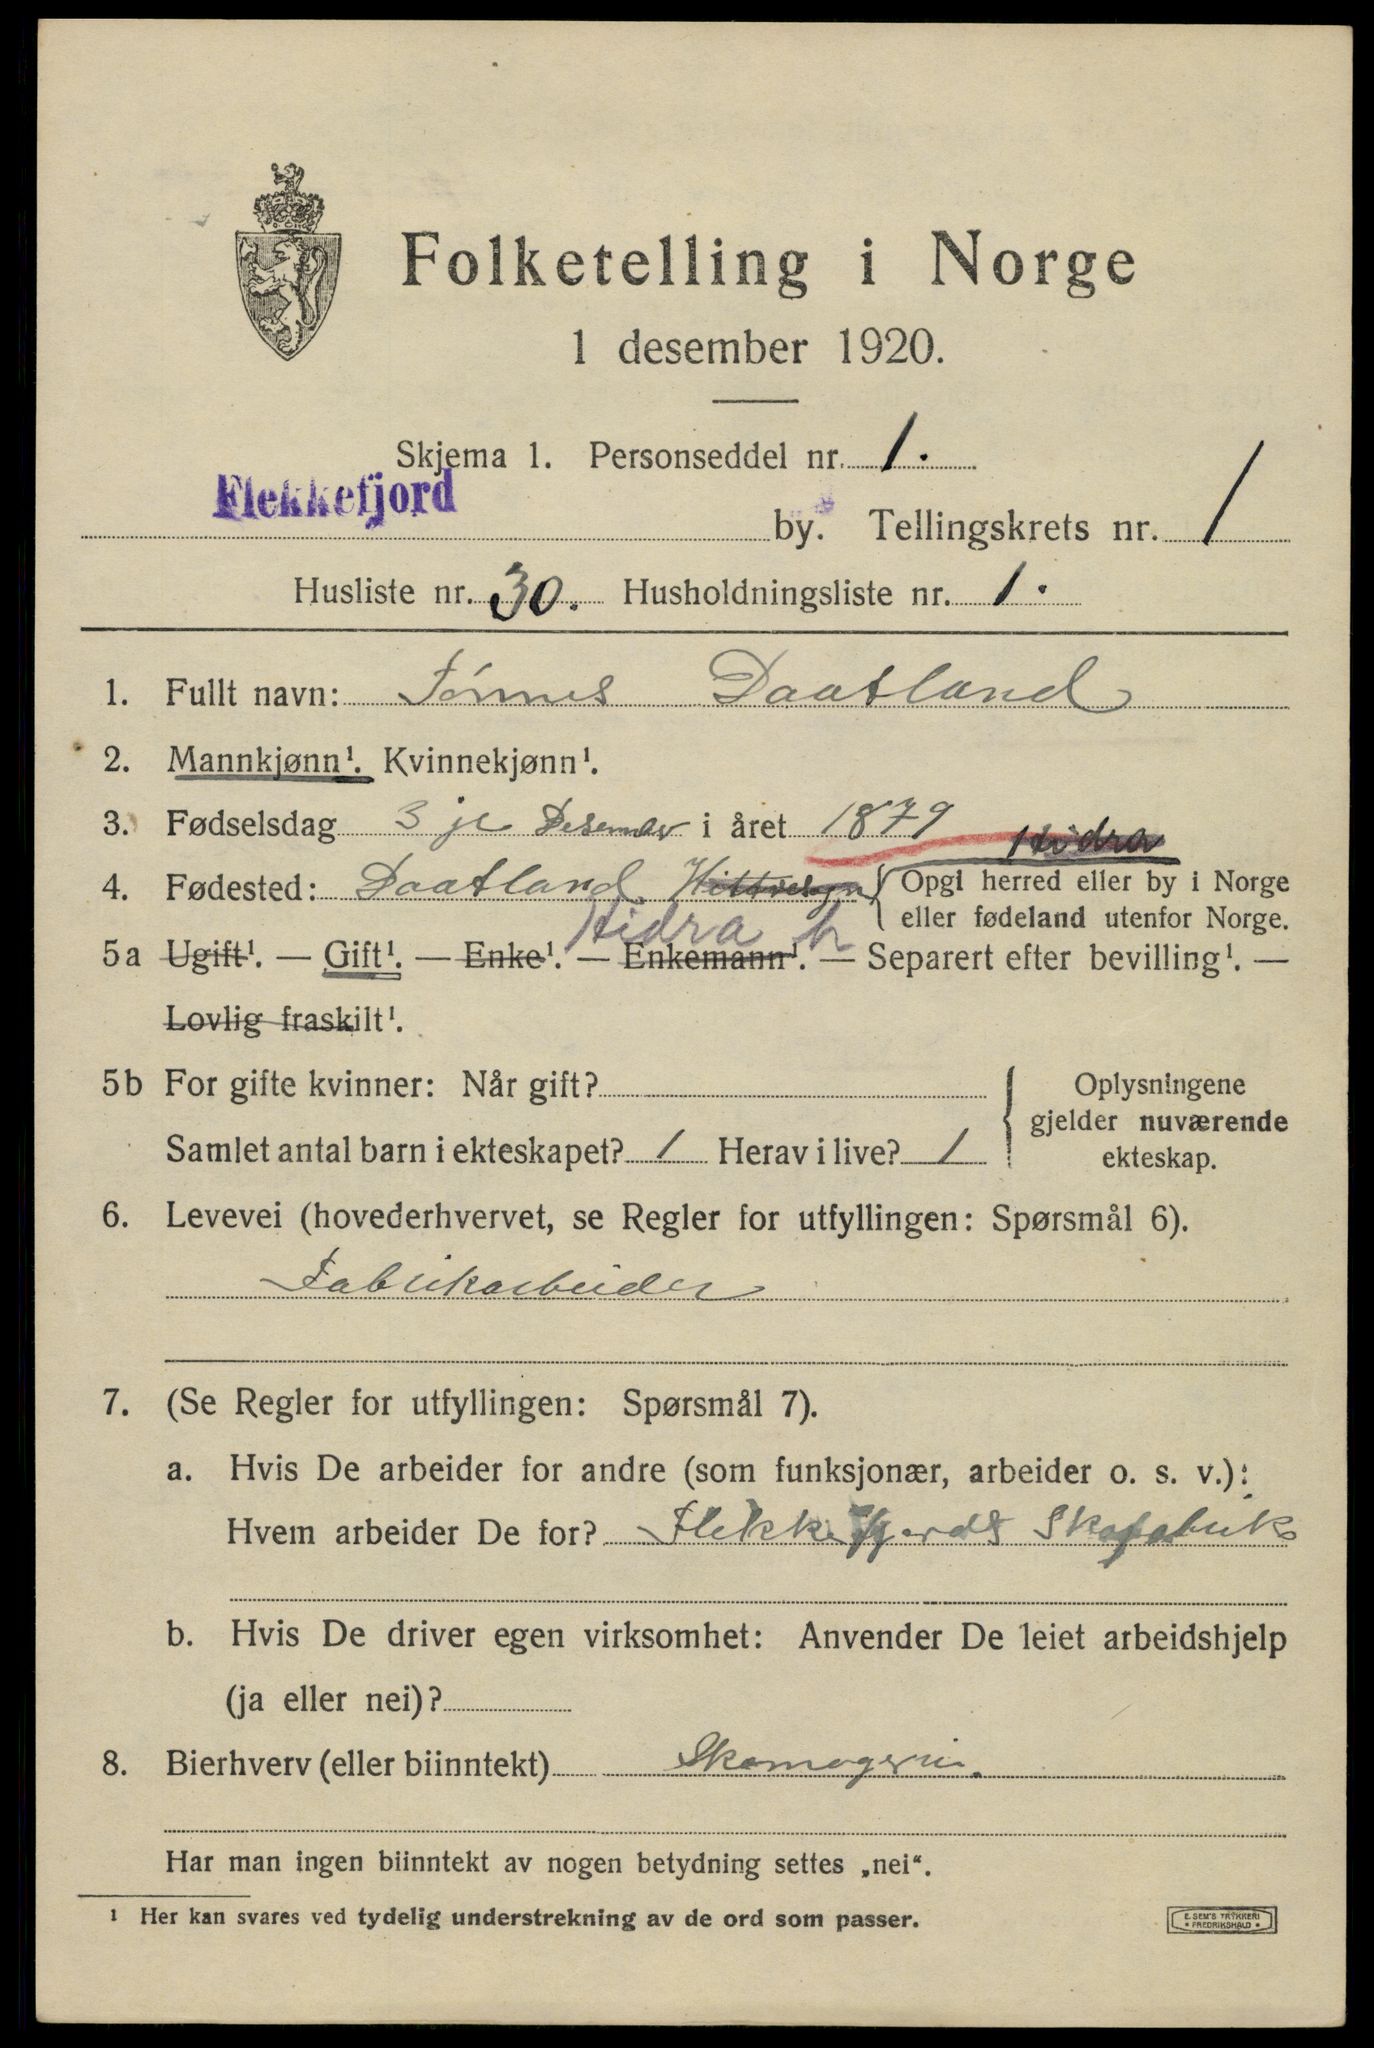 Folketelling i Norge
1 desember 1920.
Skjema 1. Personseddel nr. 1.
Flekkefjord by. Tellingskrets nr. 1
Husliste nr. 30. Husholdningsliste nr. 1.
1. Fullt navn: Tönnes Daatland
2. Mannkjønn¹. Kvinnekjønn¹.
3. Fødselsdag 3 je Desember i året 1879
Hidra
4. Fødested: Daatland { Opgi herred eller by i Norge
eller fødeland utenfor Norge.
Hidra h
5a Ugift¹. — Gift¹. — Enke¹. — Enkemann¹. — Separert efter bevilling¹. —
Lovlig fraskilt¹.
5b For gifte kvinner: Når gift? { Oplysningene
gjelder nuværende
Samlet antal barn i ekteskapet? 1 Herav i live? 1
ekteskap.
6. Levevei (hovederhvervet, se Regler for utfyllingen: Spørsmål 6).
Fabrikarbeider
7. (Se Regler for utfyllingen: Spørsmål 7).
a. Hvis De arbeider for andre (som funksjonær, arbeider o. s. v.):
Hvem arbeider De for? Flekkefjords Skofabrik
b. Hvis De driver egen virksomhet: Anvender De leiet arbeidshjelp
(ja eller nei)?
8. Bierhverv (eller biinntekt) Skomageri.
Har man ingen biinntekt av nogen betydning settes „nei“.
¹ Her kan svares ved tydelig understrekning av de ord som passer.
E. SEM'S TRYKKERI
FREDRIKSHALD